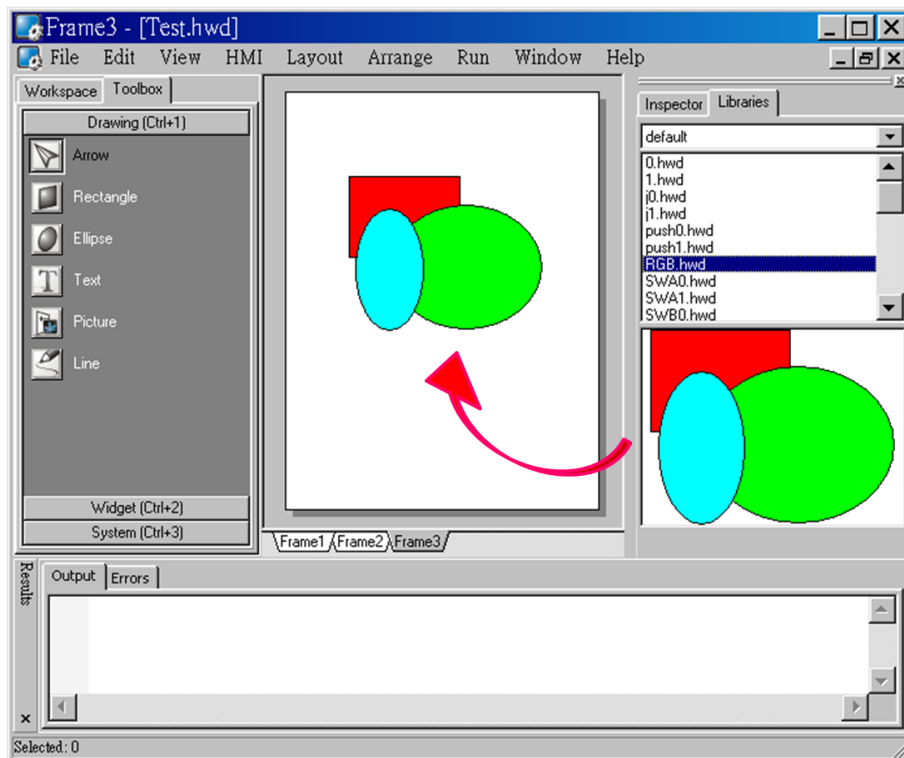 Frame3 - [Test.hwd]
File Edit View HMI Layout Arrange Run Window Help
Workspace Toolbox
Drawing (Ctrl+1)
Arrow
Rectangle
Ellipse
Text
Picture
Line
Widget (Ctrl+2)
System (Ctrl+3)
Frame1 Frame2 Frame3
Inspector Libraries
default
0.hwd
1.hwd
j0.hwd
j1.hwd
push0.hwd
push1.hwd
RGB.hwd
SWA0.hwd
SWA1.hwd
SWB0.hwd
Results
Output Errors
Selected: 0